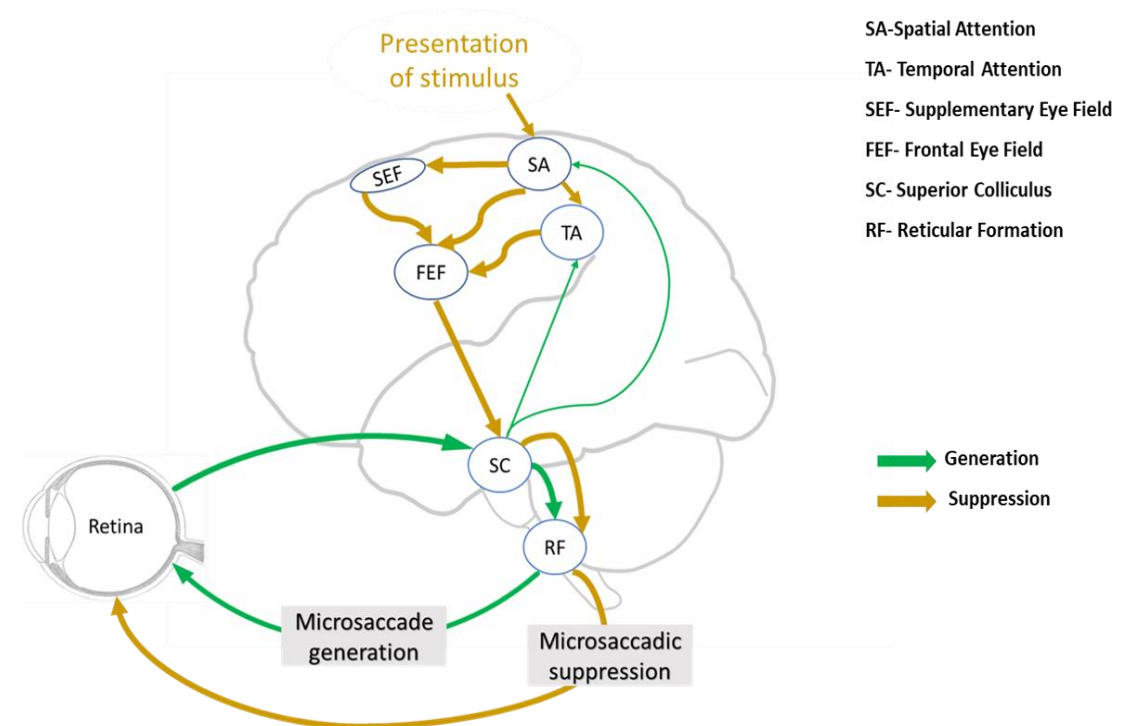 Presentation
of stimulus
SA-Spatial Attention
TA- Temporal Attention
SEF- Supplementary Eye Field
FEF- Frontal Eye Field
SC- Superior Colliculus
RF- Reticular Formation
SEF
SA
TA
FEF
SC
Generation
Suppression
Retina
RF
Microsaccade
generation
Microsaccadic
suppression